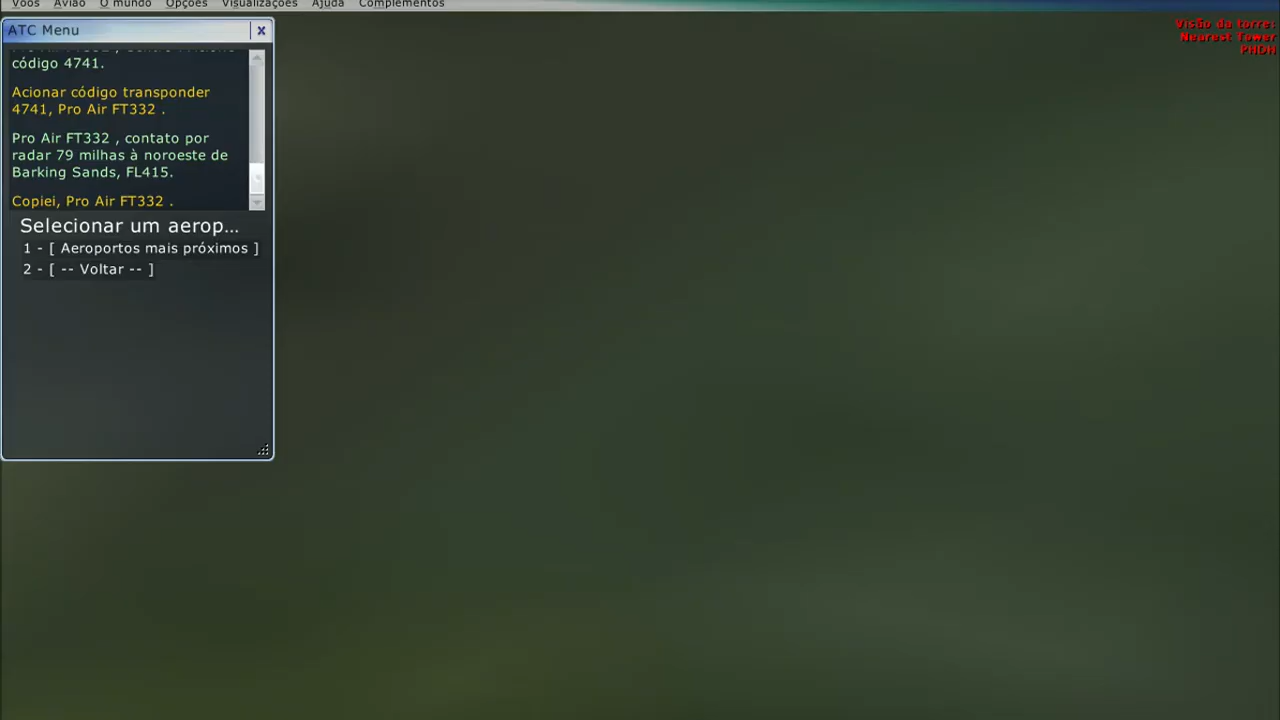 Vôos Avião O mundo Opções Visualizações Ajuda Complementos
ATC Menu x
código 4741.
Acionar código transponder
4741, Pro Air FT332 .
Pro Air FT332 , contato por
radar 79 milhas à noroeste de
Barking Sands, FL415.
Copiei, Pro Air FT332 .
Selecionar um aerop...
1 - [ Aeroportos mais próximos ]
2 - [ -- Voltar -- ]
Visão da torre:
Nearest Tower
PHDH